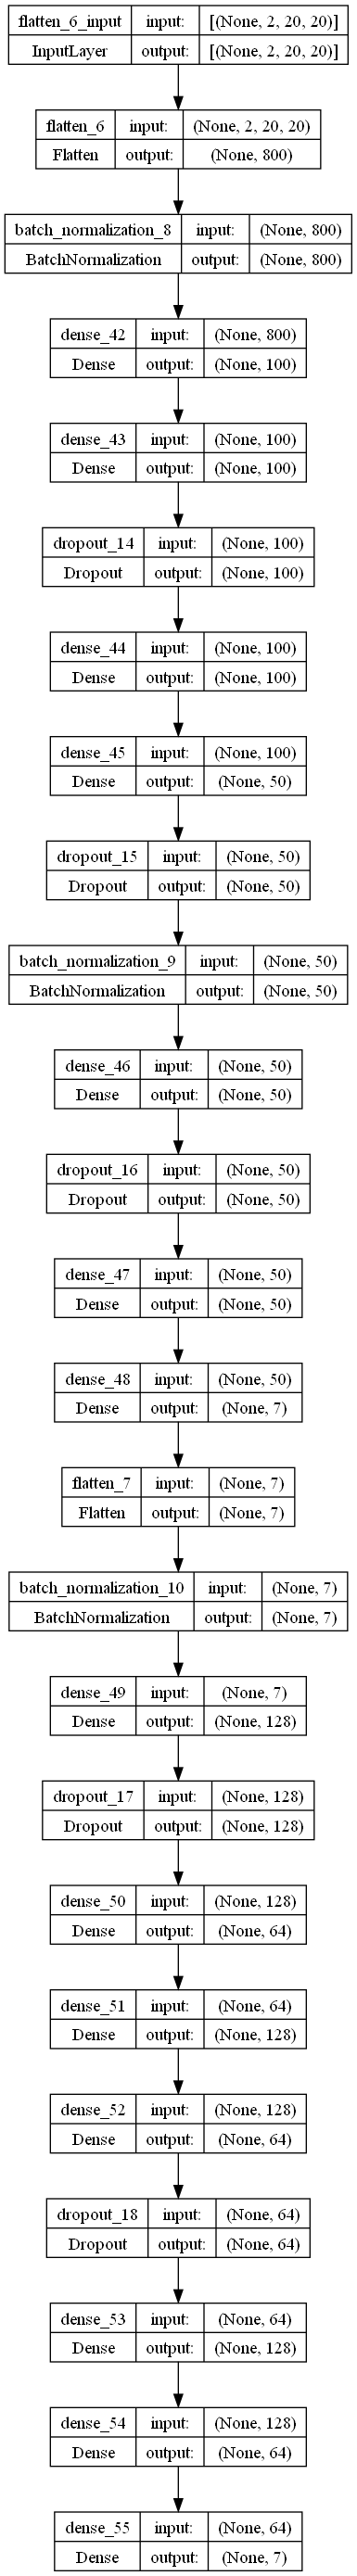 flatten_6_input input: [(None, 2, 20, 20)]
InputLayer output: [(None, 2, 20, 20)]
flatten_6 input: (None, 2, 20, 20)
Flatten output: (None, 800)
batch_normalization_8 input: (None, 800)
BatchNormalization output: (None, 800)
dense_42 input: (None, 800)
Dense output: (None, 100)
dense_43 input: (None, 100)
Dense output: (None, 100)
dropout_14 input: (None, 100)
Dropout output: (None, 100)
dense_44 input: (None, 100)
Dense output: (None, 100)
dense_45 input: (None, 100)
Dense output: (None, 50)
dropout_15 input: (None, 50)
Dropout output: (None, 50)
batch_normalization_9 input: (None, 50)
BatchNormalization output: (None, 50)
dense_46 input: (None, 50)
Dense output: (None, 50)
dropout_16 input: (None, 50)
Dropout output: (None, 50)
dense_47 input: (None, 50)
Dense output: (None, 50)
dense_48 input: (None, 50)
Dense output: (None, 7)
flatten_7 input: (None, 7)
Flatten output: (None, 7)
batch_normalization_10 input: (None, 7)
BatchNormalization output: (None, 7)
dense_49 input: (None, 7)
Dense output: (None, 128)
dropout_17 input: (None, 128)
Dropout output: (None, 128)
dense_50 input: (None, 128)
Dense output: (None, 64)
dense_51 input: (None, 64)
Dense output: (None, 128)
dense_52 input: (None, 128)
Dense output: (None, 64)
dropout_18 input: (None, 64)
Dropout output: (None, 64)
dense_53 input: (None, 64)
Dense output: (None, 128)
dense_54 input: (None, 128)
Dense output: (None, 64)
dense_55 input: (None, 64)
Dense output: (None, 7)